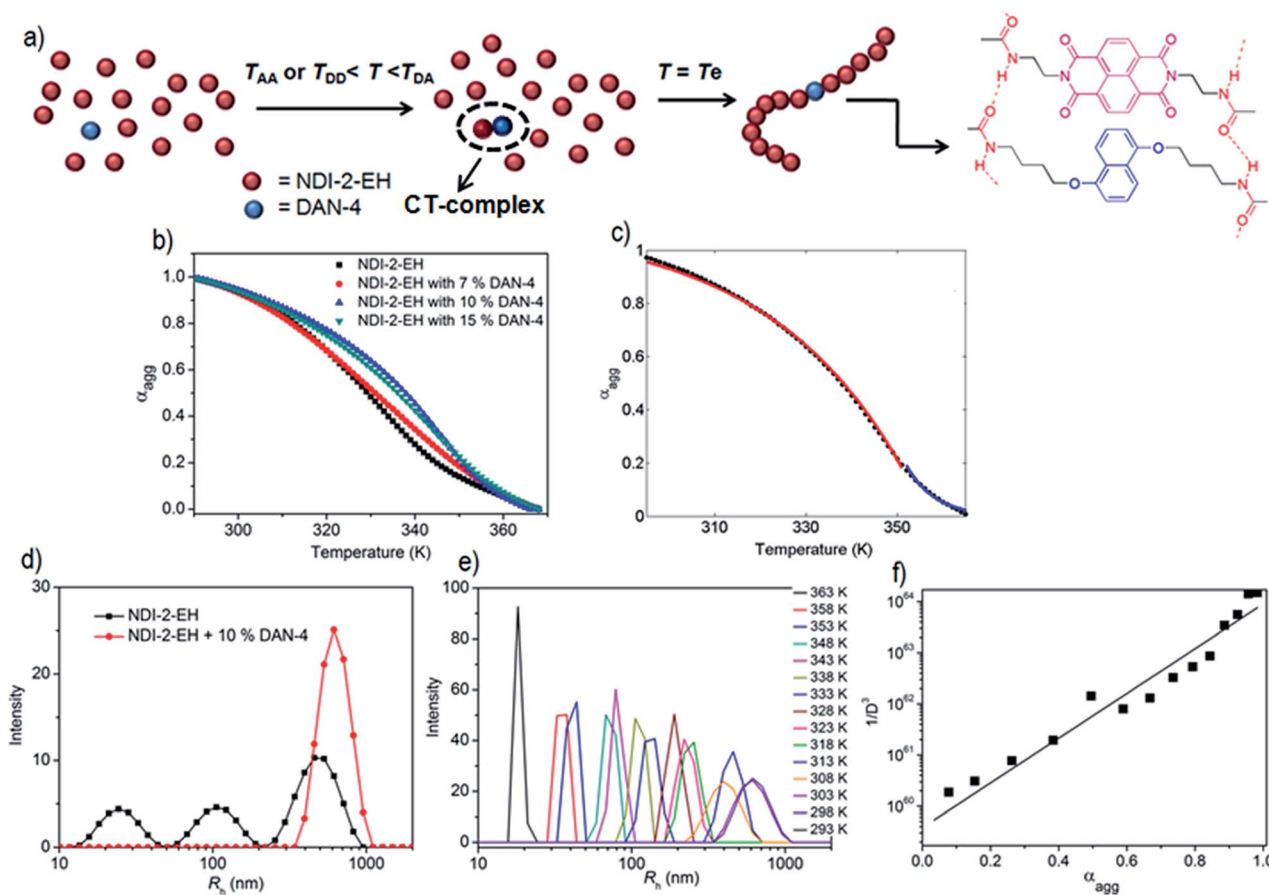 a)
T_AA or T_DD < T < T_DA
T = Te
= NDI-2-EH
= DAN-4
CT-complex
O
N
H
O
O
N
N
O
O
H
N
O
O
N
H
O
O
H
N
O
b)
NDI-2-EH
NDI-2-EH with 7 % DAN-4
NDI-2-EH with 10 % DAN-4
NDI-2-EH with 15 % DAN-4
1.0
0.8
0.6
0.4
0.2
0.0
α_agg
300
320
340
360
Temperature (K)
c)
1
0.8
0.6
0.4
0.2
0
α_agg
310
330
350
Temperature (K)
d)
NDI-2-EH
NDI-2-EH + 10 % DAN-4
30
20
10
0
Intensity
10
100
1000
R_h (nm)
e)
100
80
60
40
20
0
Intensity
10
100
1000
R_h (nm)
363 K
358 K
353 K
348 K
343 K
338 K
333 K
328 K
323 K
318 K
313 K
308 K
303 K
298 K
293 K
f)
10^64
10^63
10^62
10^61
10^60
1/D^3
0.0
0.2
0.4
0.6
0.8
1.0
α_agg